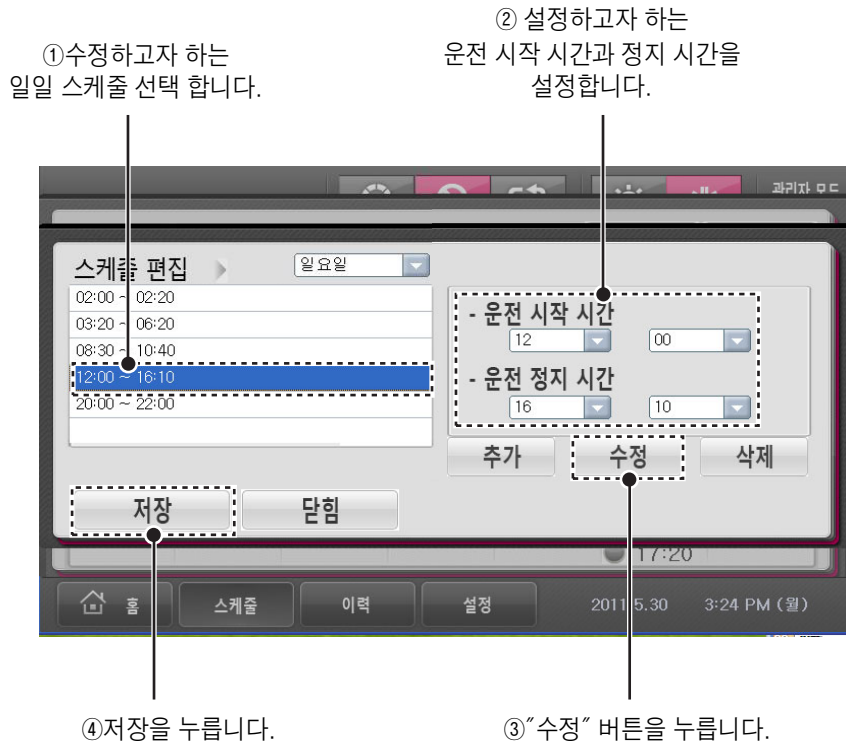 ② 설정하고자 하는
운전 시작 시간과 정지 시간을
설정합니다.
①수정하고자 하는
일일 스케줄 선택 합니다.
관리자 모드
스케줄 편집
일요일
02:00 ~ 02:20
03:20 ~ 06:20
08:30 ~ 10:40
12:00 ~ 16:10
20:00 ~ 22:00
- 운전 시작 시간
12 00
- 운전 정지 시간
16 10
추가 수정 삭제
저장 닫힘
17:20
홈 스케줄 이력 설정 2011.5.30 3:24 PM (월)
④저장을 누릅니다.
③"수정" 버튼을 누릅니다.